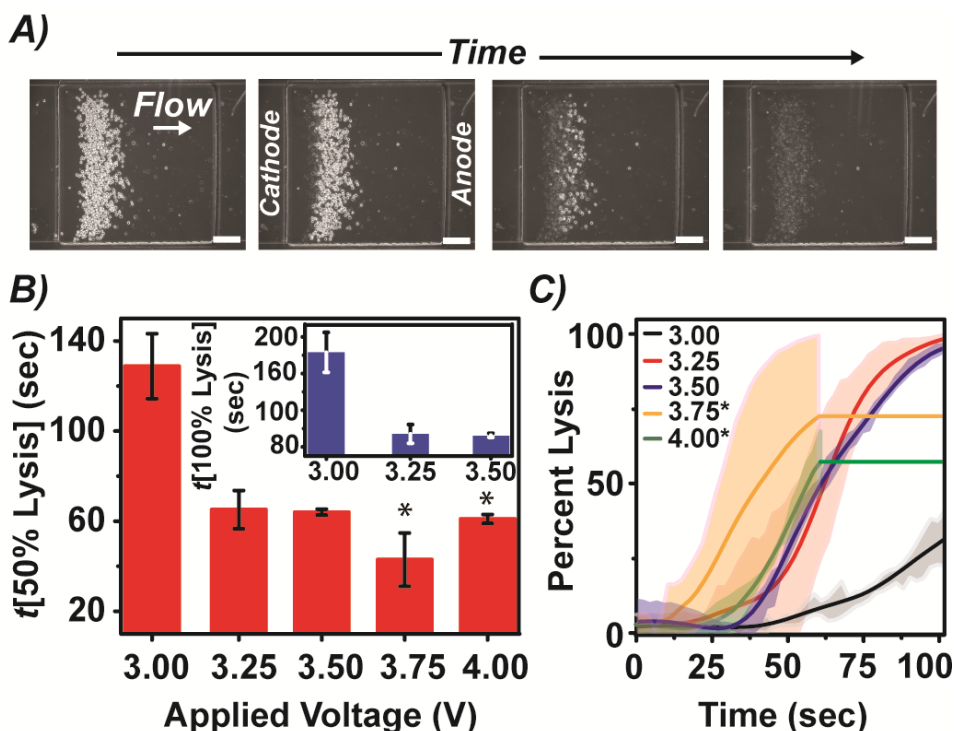 A)
Time
Flow
Cathode
Anode
B)
t[50% Lysis] (sec)
140
100
60
20
t[100% Lysis]
(sec)
200
160
100
80
3.00
3.25
3.50
*
*
3.00
3.25
3.50
3.75
4.00
Applied Voltage (V)
C)
Percent Lysis
100
50
0
3.00
3.25
3.50
3.75*
4.00*
0
25
50
75
100
Time (sec)